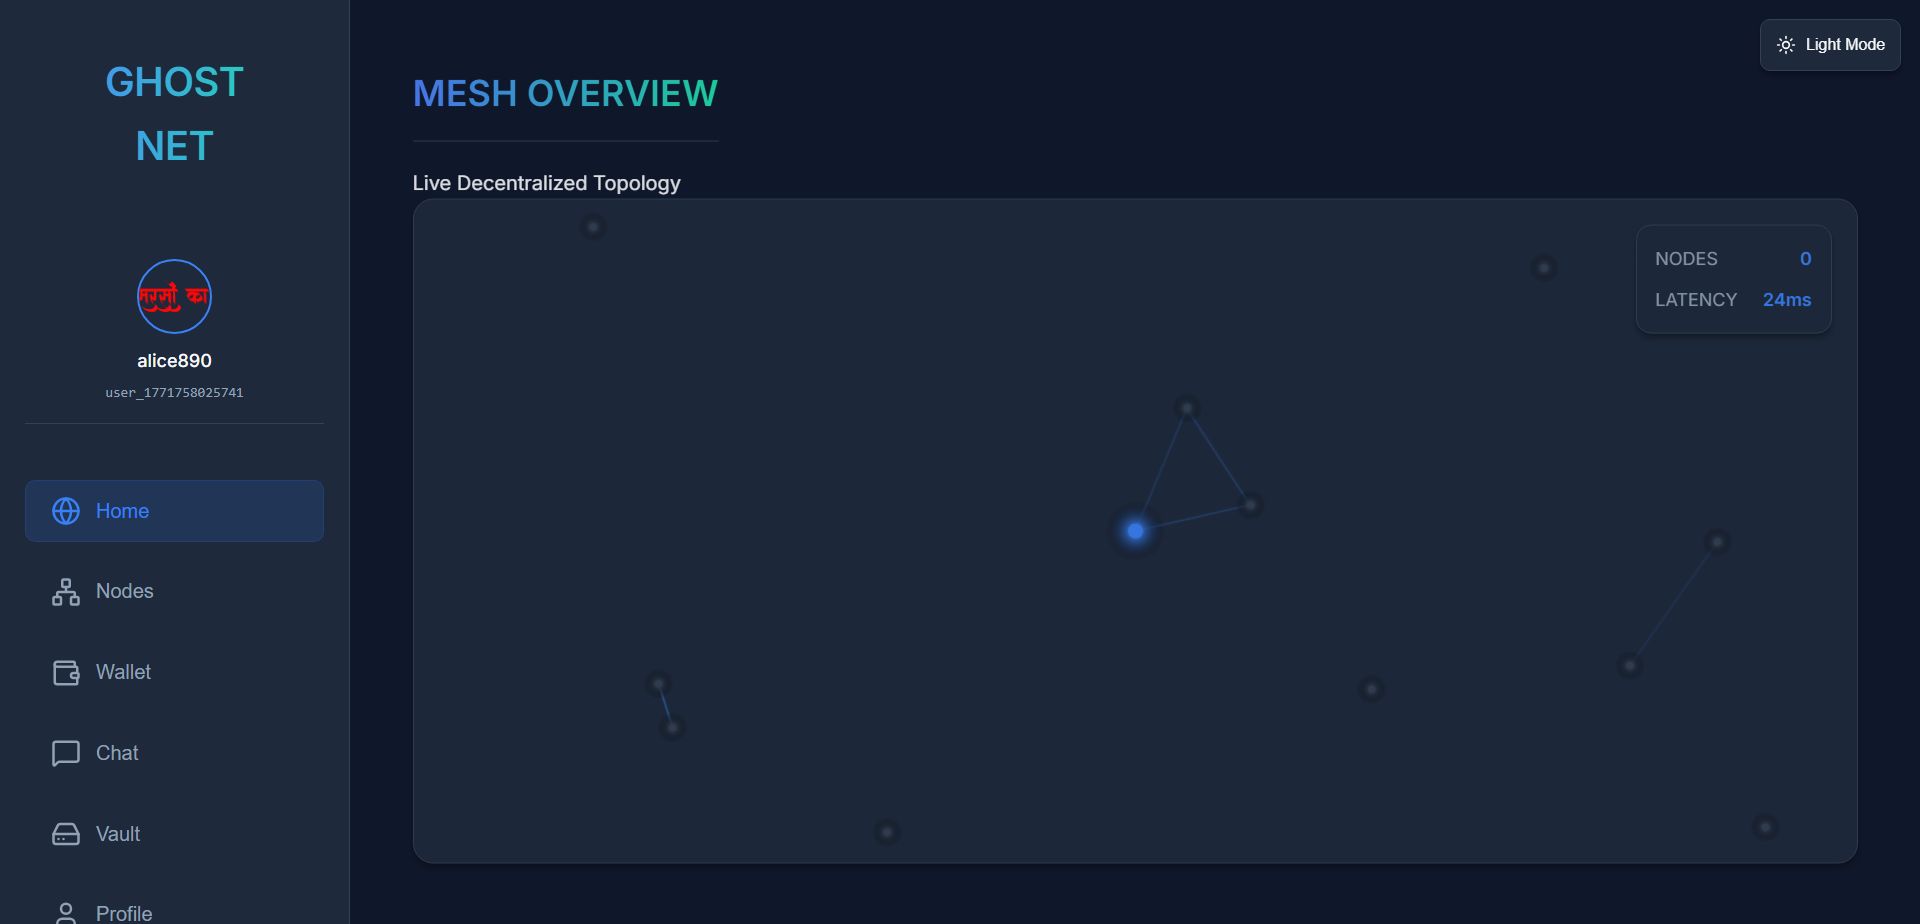 GHOST
NET
सरसों का
alice890
user_1771758025741
Home
Nodes
Wallet
Chat
Vault
Profile
Light Mode
MESH OVERVIEW
Live Decentralized Topology
NODES 0
LATENCY 24ms